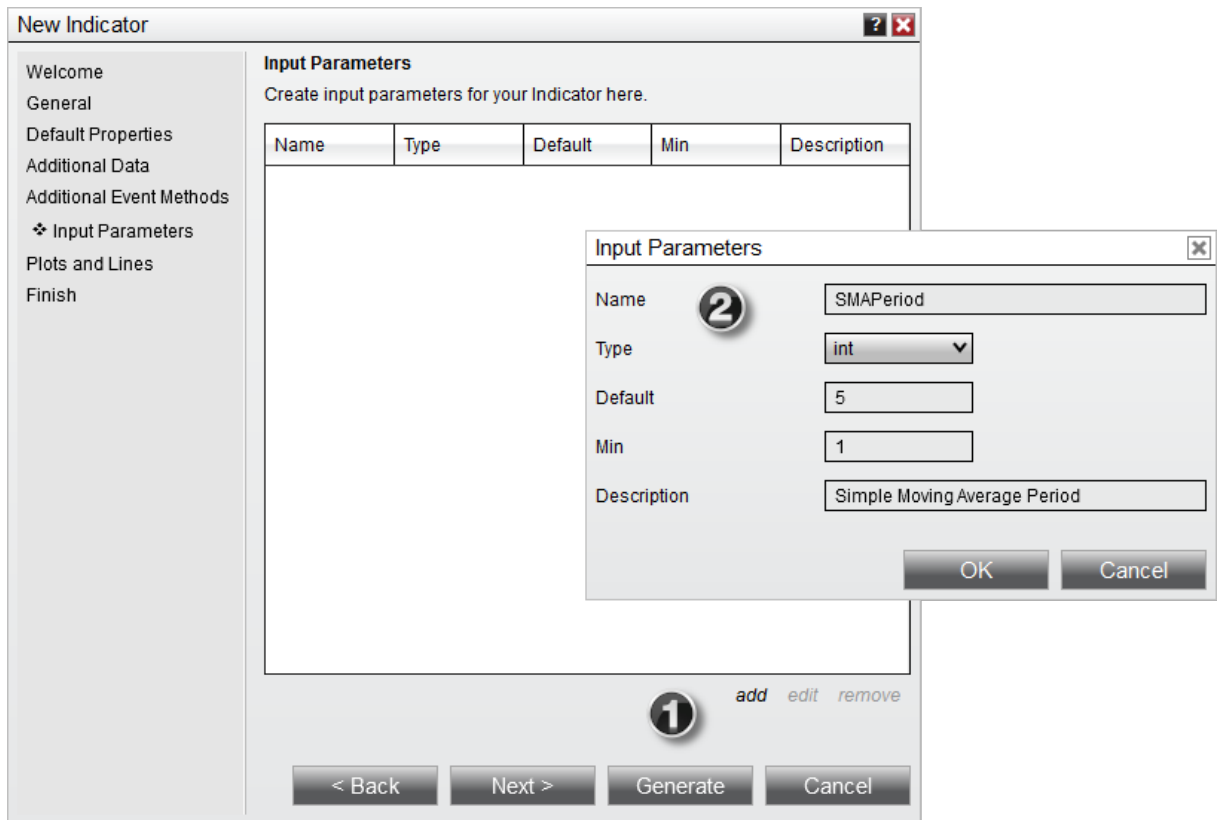 New Indicator
?
Welcome
General
Default Properties
Additional Data
Additional Event Methods
Input Parameters
Plots and Lines
Finish
Input Parameters
Create input parameters for your Indicator here.
Name Type Default Min Description
add edit remove
1
< Back Next > Generate Cancel
Input Parameters
2
Name SMAPeriod
Type int
Default 5
Min 1
Description Simple Moving Average Period
OK Cancel